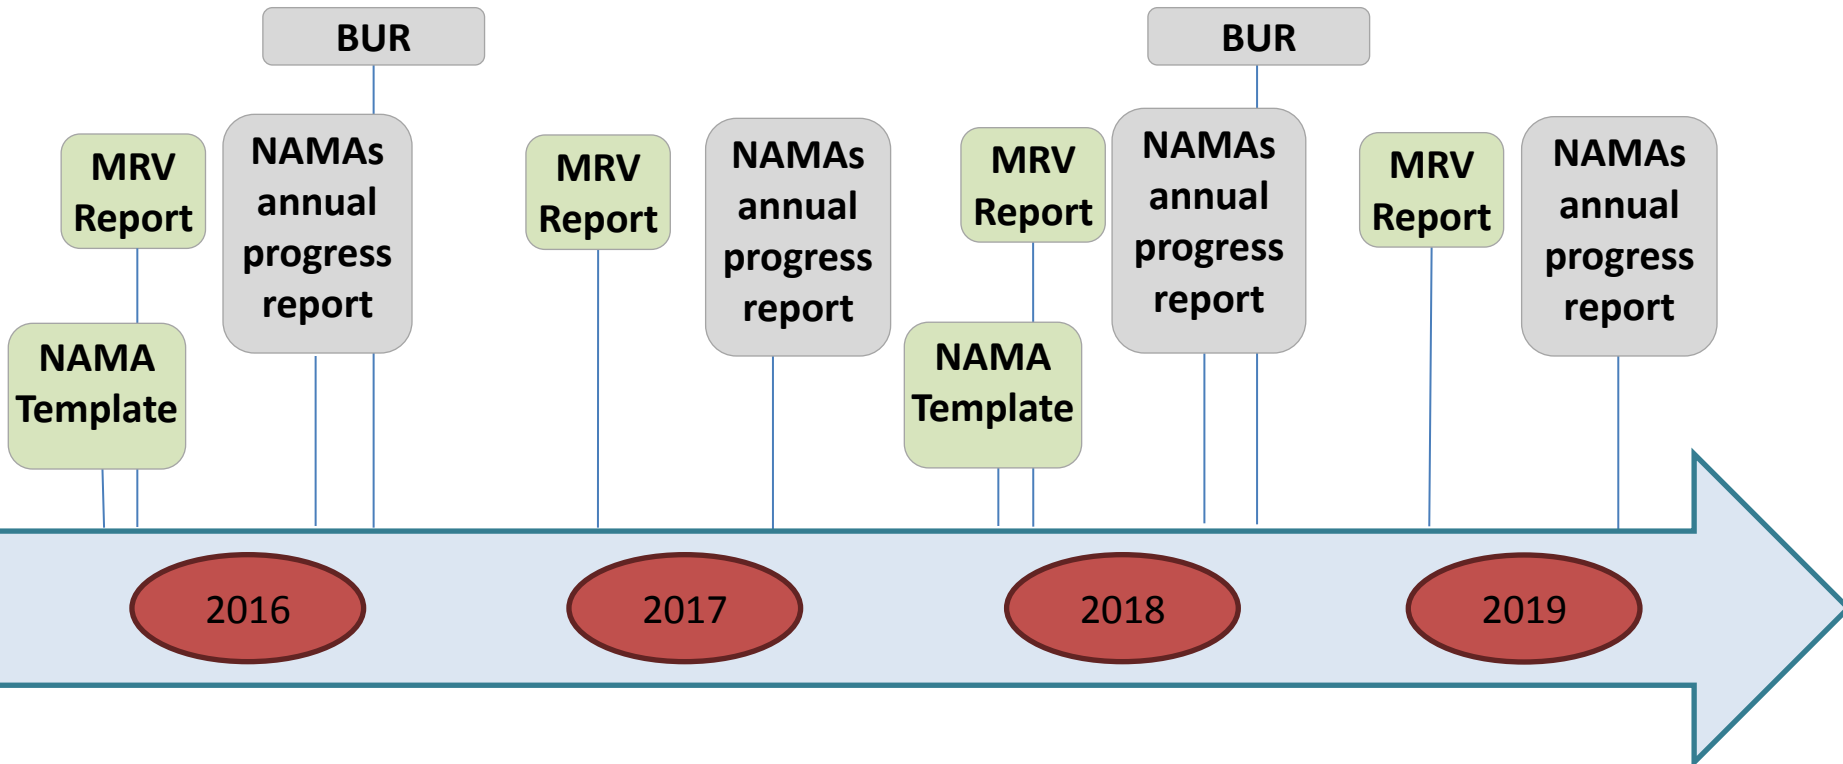 BUR
BUR
MRV
Report
NAMAs
annual
progress
report
MRV
Report
NAMAs
annual
progress
report
MRV
Report
NAMAs
annual
progress
report
MRV
Report
NAMAs
annual
progress
report
NAMA
Template
NAMA
Template
2016
2017
2018
2019